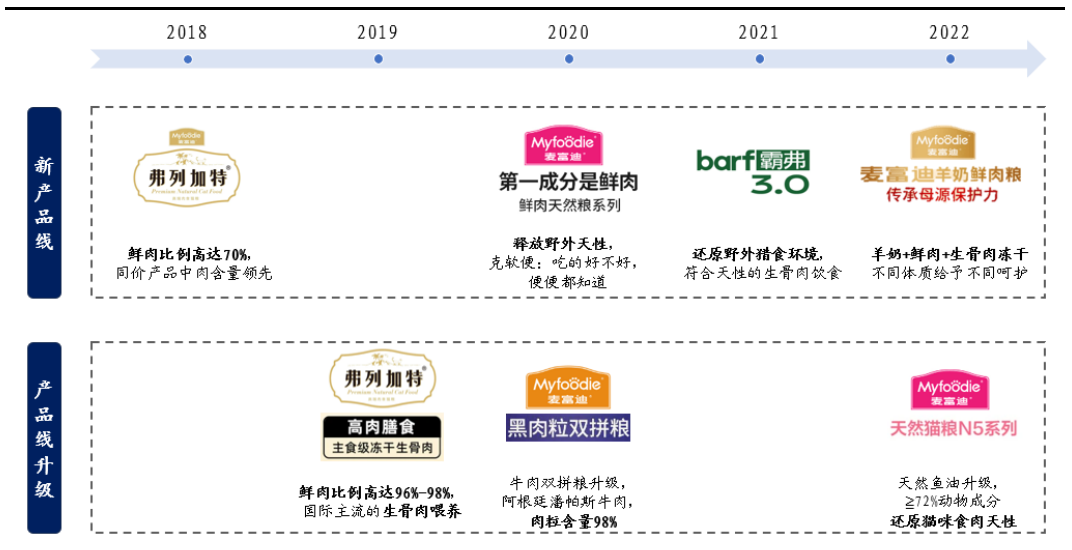 2018
2019
2020
2021
2022
新产品线
Myfoodie
麦富迪
弗列加特
Premium Natural Cat Food
鲜肉比例高达70%,
同价产品中肉含量领先
Myfoodie
麦富迪
第一成分是鲜肉
鲜肉天然粮系列
释放野外天性,
克软便;吃的好不好,
便便都知道
barf霸弗
3.0
还原野外猎食环境,
符合天性的生骨肉饮食
Myfoodie
麦富迪
麦富迪羊奶鲜肉粮
传承母源保护力
羊奶+鲜肉+生骨肉冻干
不同体质给予不同呵护
产品线升级
弗列加特
Premium Natural Cat Food
高肉膳食
主食级冻干生骨肉
鲜肉比例高达96%-98%,
国际主流的生骨肉喂养
Myfoodie
麦富迪
黑肉粒双拼粮
牛肉双拼粮升级,
阿根廷潘帕斯牛肉,
肉粒含量98%
Myfoodie
麦富迪
天然猫粮N5系列
天然鱼油升级,
≧72%动物成分
还原猫咪食肉天性